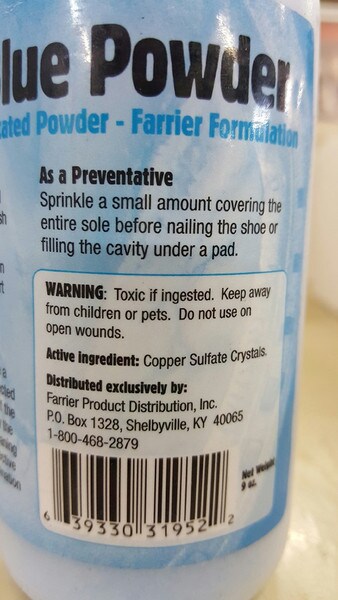 lue Powder
ated Powder - Farrier Formulation
As a Preventative
Sprinkle a small amount covering the
entire sole before nailing the shoe or
filling the cavity under a pad.
WARNING: Toxic if ingested. Keep away
from children or pets. Do not use on
open wounds.
Active ingredient: Copper Sulfate Crystals.
Distributed exclusively by:
Farrier Product Distribution, Inc.
P.O. Box 1328, Shelbyville, KY 40065
1-800-468-2879
Net Weight
9 oz.
6 39330 31952 2